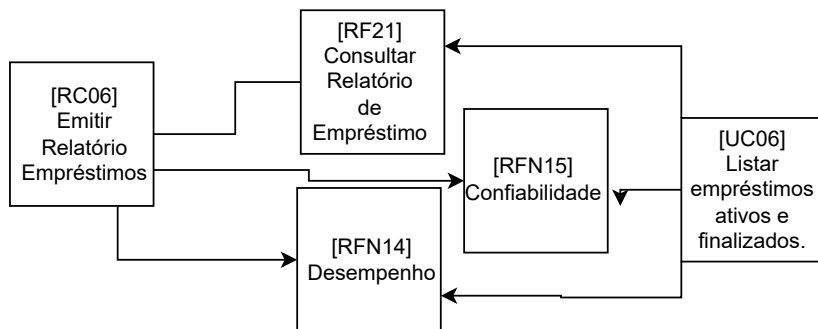 [RC06]
Emitir
Relatório
Empréstimos
[RF21]
Consultar
Relatório
de
Empréstimo
[RFN15]
Confiabilidade
[RFN14]
Desempenho
[UC06]
Listar
empréstimos
ativos e
finalizados.